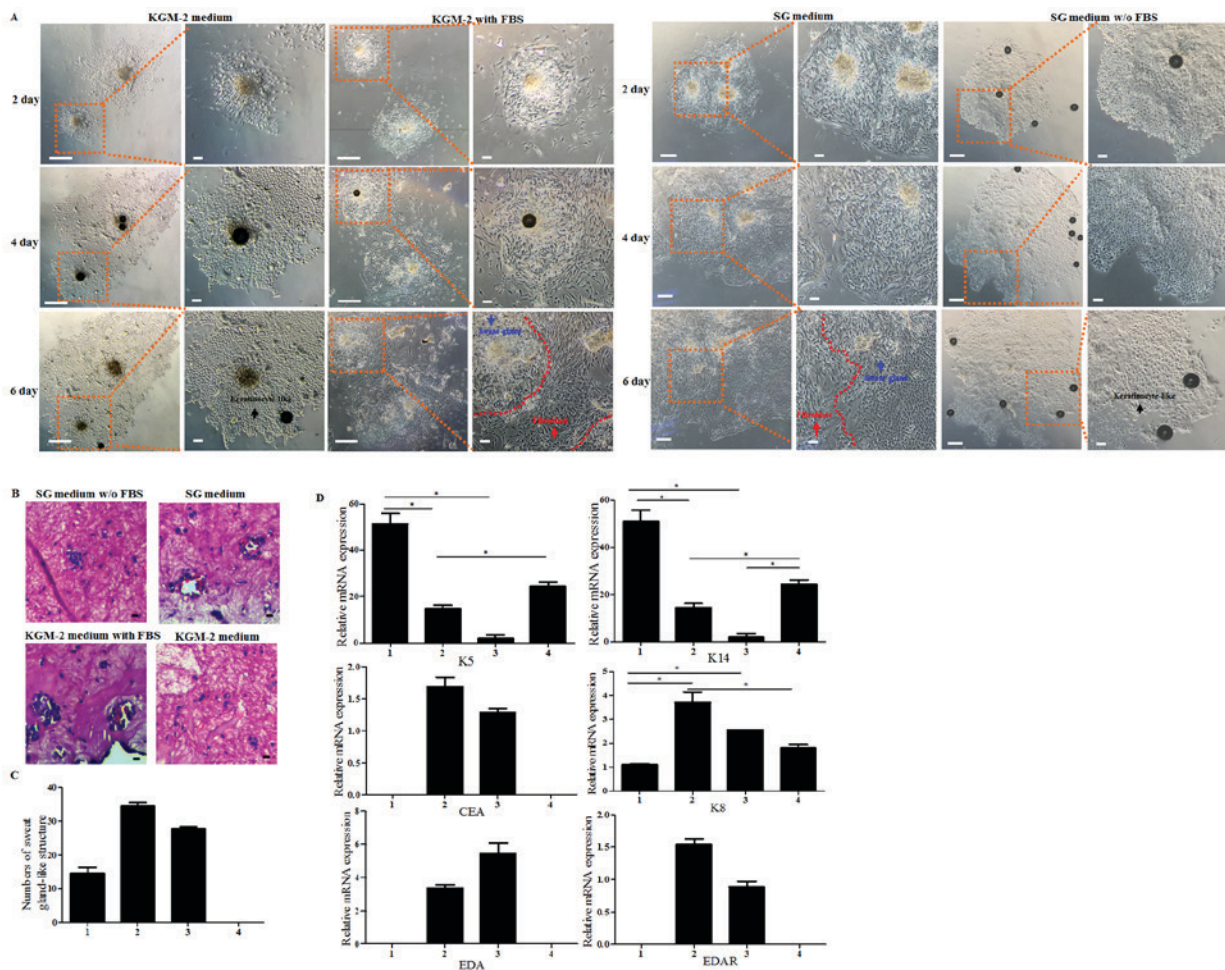 A
KGM-2 medium
KGM-2 with FBS
SG medium
SG medium w/o FBS
2 day
2 day
4 day
4 day
6 day
6 day
Keratinocyte-like
sweat gland
Fibroblast
sweat gland
Fibroblast
Keratinocyte-like
B
SG medium w/o FBS
SG medium
KGM-2 medium with FBS
KGM-2 medium
C
Numbers of sweat
gland-like structure
40
30
20
10
0
1 2 3 4
D
Relative mRNA expression
60
40
20
0
* * *
1 2 3 4
K5
Relative mRNA expression
60
40
20
0
* * * *
1 2 3 4
K14
Relative mRNA expression
2.0
1.5
1.0
0.5
0.0
1 2 3 4
CEA
Relative mRNA expression
5
4
3
2
1
0
* * *
1 2 3 4
K8
Relative mRNA expression
8
6
4
2
0
1 2 3 4
EDA
Relative mRNA expression
2.0
1.5
1.0
0.5
0.0
1 2 3 4
EDAR